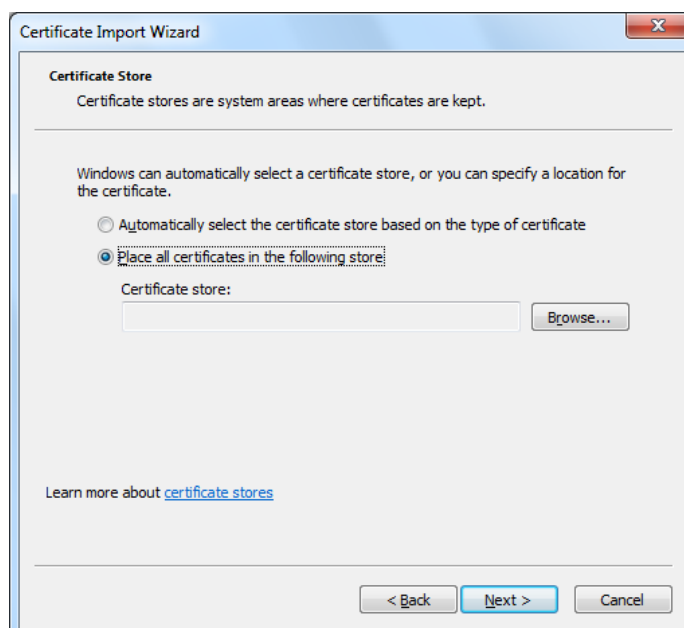 Certificate Import Wizard
Certificate Store
Certificate stores are system areas where certificates are kept.
Windows can automatically select a certificate store, or you can specify a location for
the certificate.
Automatically select the certificate store based on the type of certificate
Place all certificates in the following store
Certificate store:
Browse...
Learn more about certificate stores
< Back
Next >
Cancel